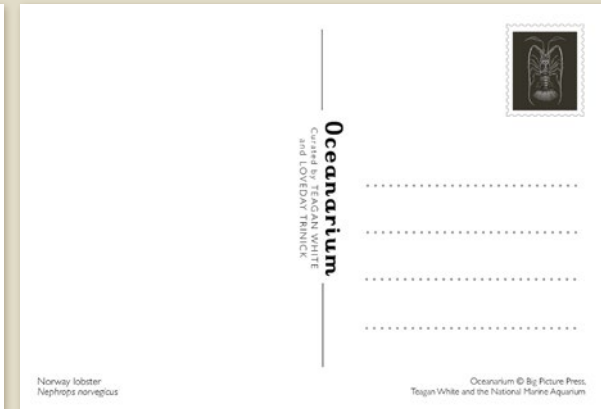 Oceanarium
Curated by TEAGAN WHITE
and LOVEDAY TRINICK
Norway lobster
Nephrops norvegicus
Oceanarium © Big Picture Press,
Teagan White and the National Marine Aquarium